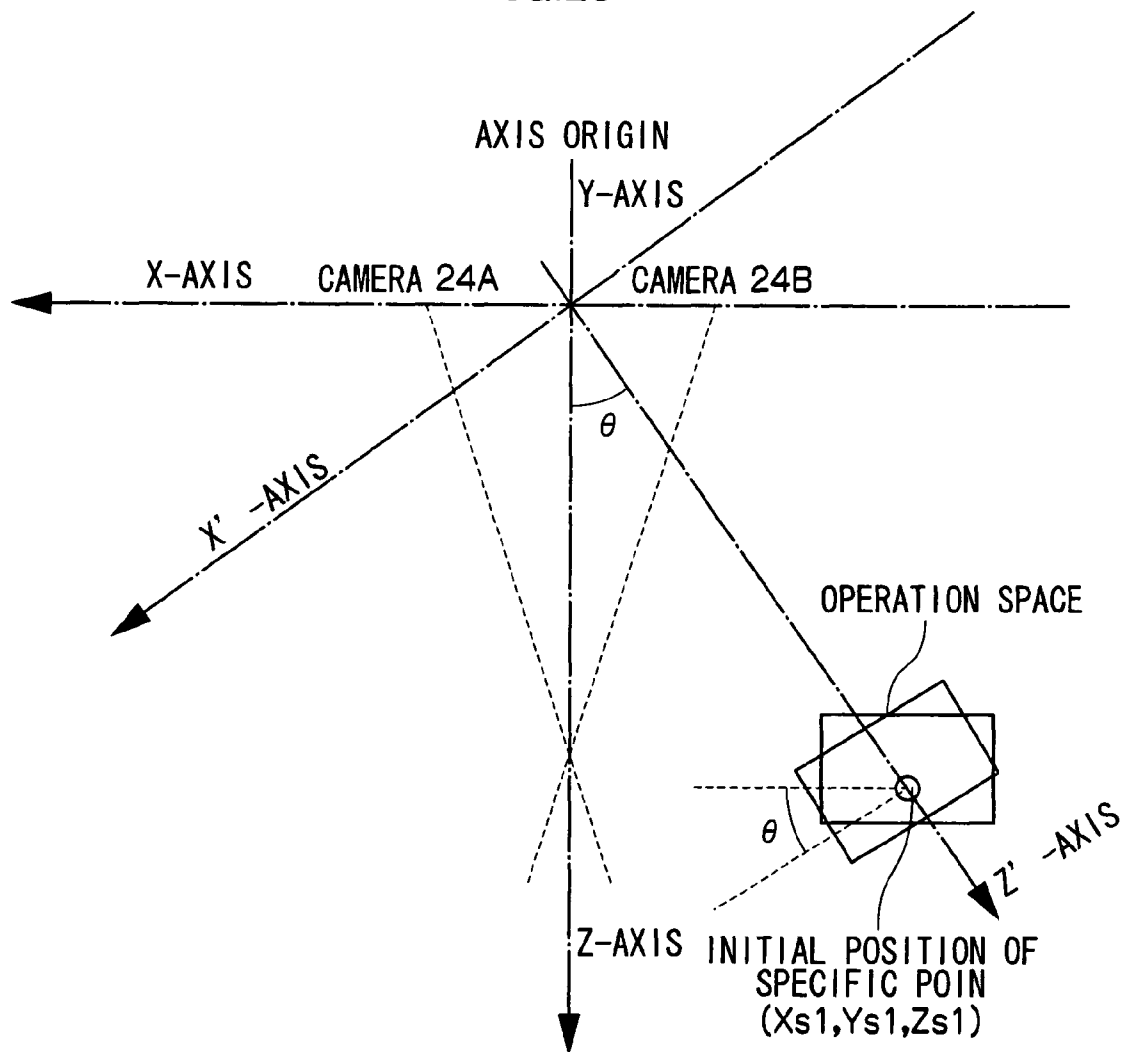 AXIS ORIGIN
Y-AXIS
X-AXIS
CAMERA 24A
CAMERA 24B
θ
X' -AXIS
OPERATION SPACE
θ
Z' -AXIS
Z-AXIS
INITIAL POSITION OF
SPECIFIC POIN
(Xs1,Ys1,Zs1)